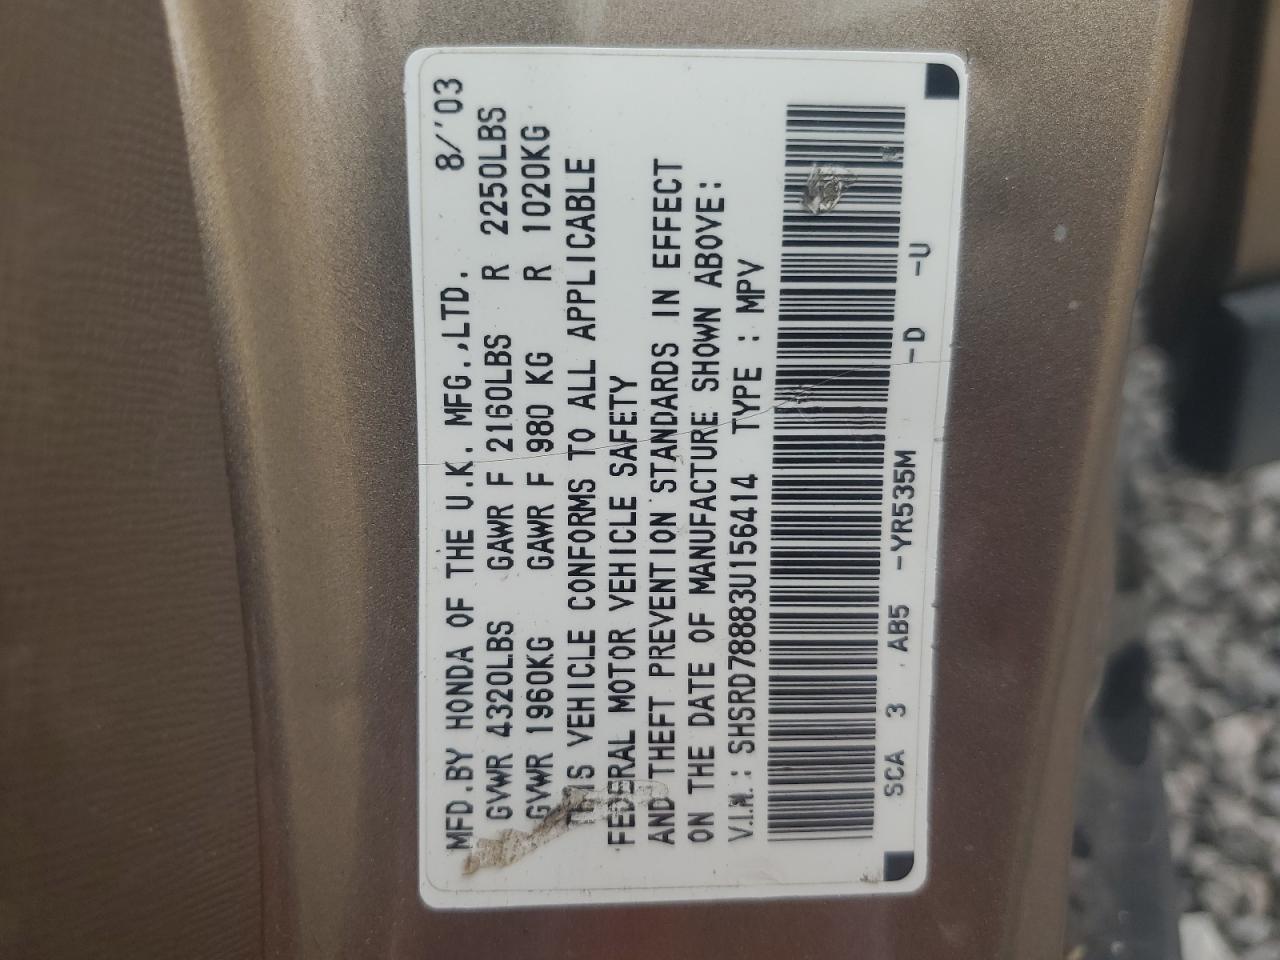 MFD.BY HONDA OF THE U.K. MFG.,LTD. 8/'03
GVWR 4320LBS GAWR F 2160LBS R 2250LBS
GVWR 1960KG GAWR F 980 KG R 1020KG
THIS VEHICLE CONFORMS TO ALL APPLICABLE
FEDERAL MOTOR VEHICLE SAFETY
AND THEFT PREVENTION STANDARDS IN EFFECT
ON THE DATE OF MANUFACTURE SHOWN ABOVE:
V.I.N.: SHSRD78883U156414 TYPE : MPV
SCA 3 AB5 -YR535M -D -U